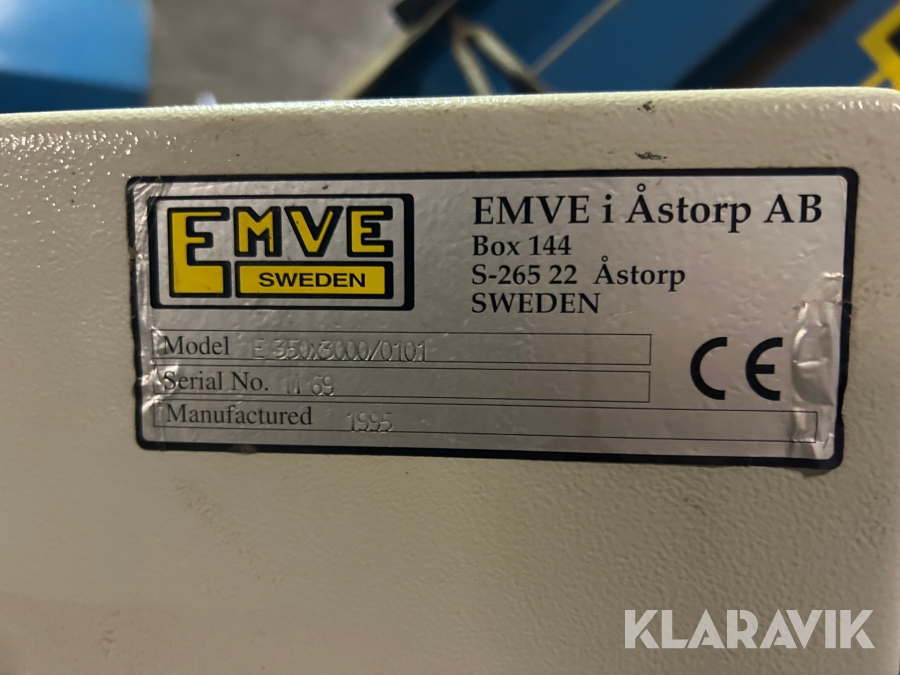 EMVE
SWEDEN
EMVE i Åstorp AB
Box 144
S-265 22 Åstorp
SWEDEN
Model E 350x3000/0101
Serial No. 69
Manufactured 1995
CE
KLARAVIK